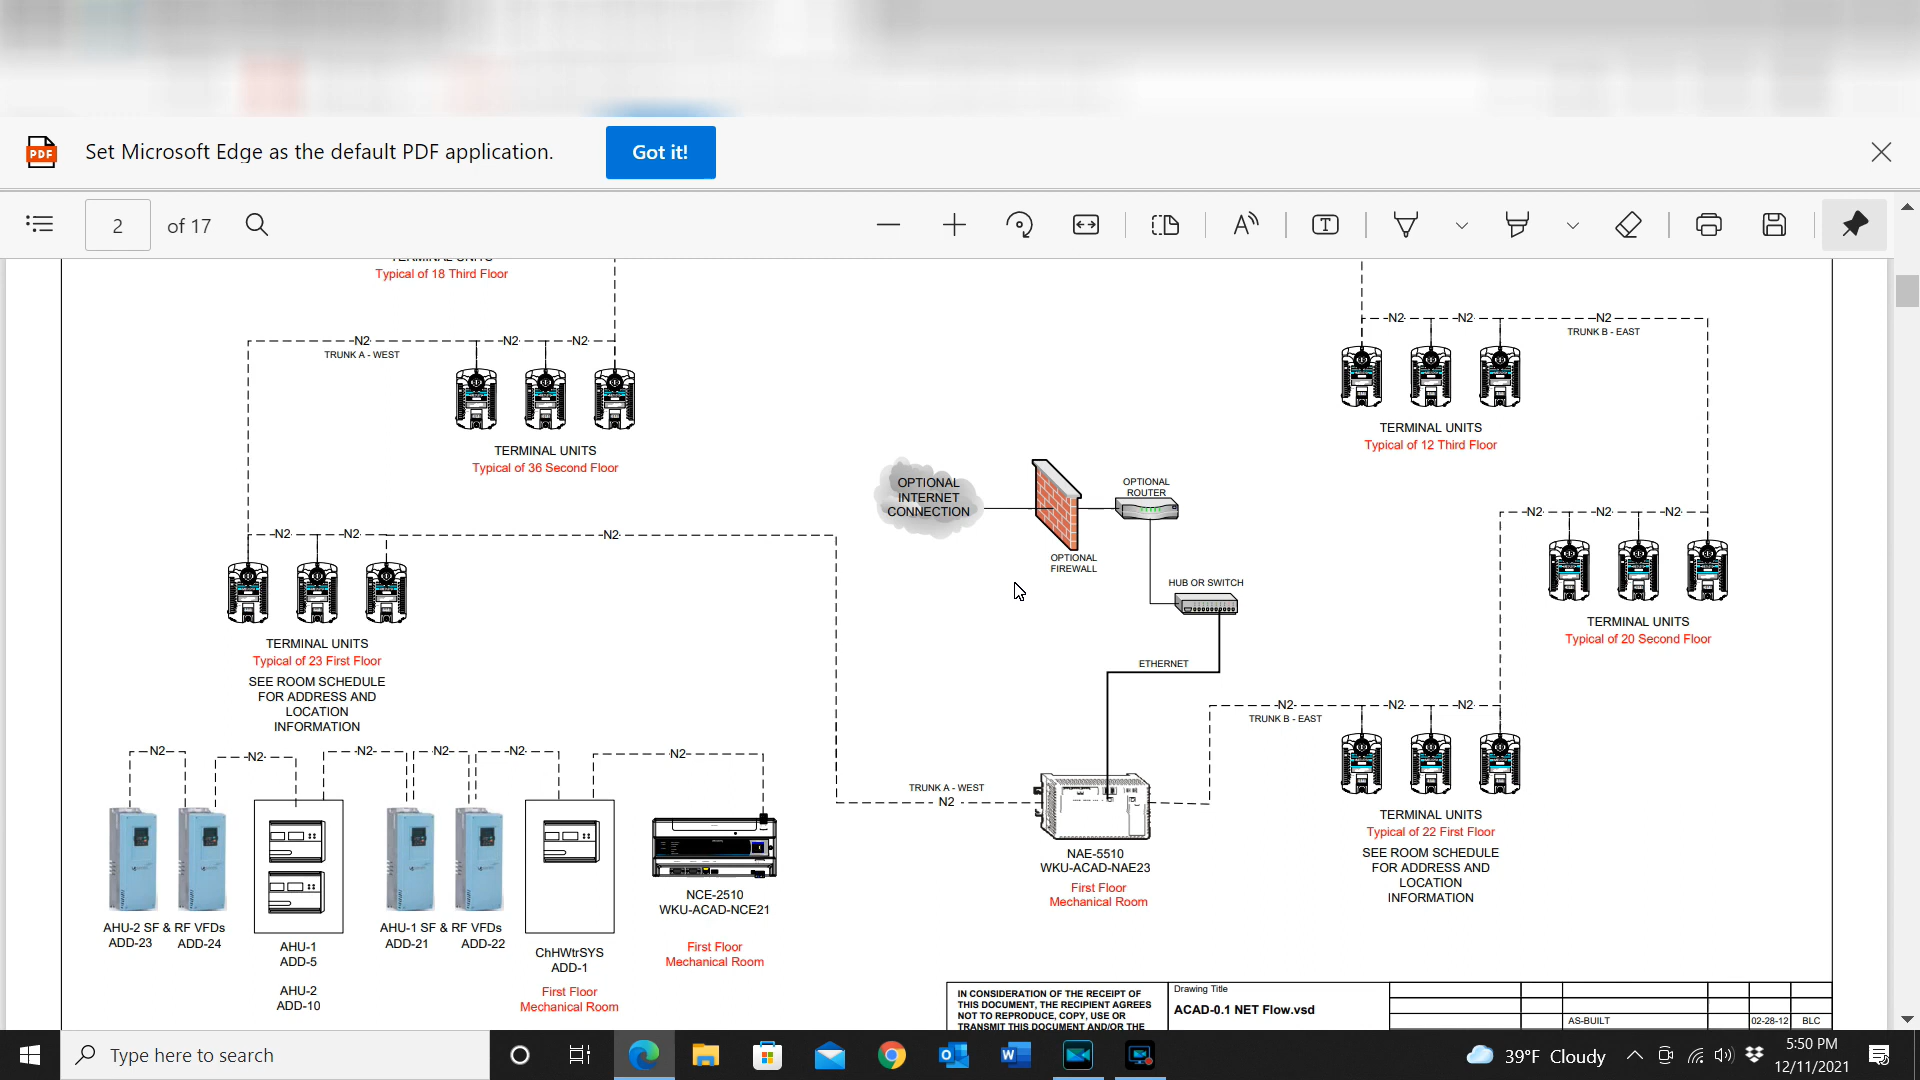 PDF
Set Microsoft Edge as the default PDF application.
Got it!
2
of 17
Typical of 18 Third Floor
N2
N2
N2
TRUNK A - WEST
TERMINAL UNITS
Typical of 36 Second Floor
N2
N2
TRUNK B - EAST
N2
TERMINAL UNITS
Typical of 12 Third Floor
OPTIONAL
INTERNET
CONNECTION
OPTIONAL
ROUTER
OPTIONAL
FIREWALL
HUB OR SWITCH
ETHERNET
N2
N2
N2
TERMINAL UNITS
Typical of 23 First Floor
SEE ROOM SCHEDULE
FOR ADDRESS AND
LOCATION
INFORMATION
N2
N2
N2
TERMINAL UNITS
Typical of 20 Second Floor
N2
TRUNK B - EAST
N2
N2
TERMINAL UNITS
Typical of 22 First Floor
SEE ROOM SCHEDULE
FOR ADDRESS AND
LOCATION
INFORMATION
N2
N2
N2
N2
N2
N2
TRUNK A - WEST
N2
NAE-5510
WKU-ACAD-NAE23
First Floor
Mechanical Room
AHU-2 SF & RF VFDs
ADD-23
ADD-24
AHU-1
ADD-5
AHU-2
ADD-10
AHU-1 SF & RF VFDs
ADD-21
ADD-22
ChHWtrSYS
ADD-1
First Floor
Mechanical Room
NCE-2510
WKU-ACAD-NCE21
First Floor
Mechanical Room
IN CONSIDERATION OF THE RECEIPT OF
THIS DOCUMENT, THE RECIPIENT AGREES
NOT TO REPRODUCE, COPY, USE OR
TRANSMIT THIS DOCUMENT AND/OR THE
Drawing Title
ACAD-0.1 NET Flow.vsd
AS-BUILT
02-28-12
BLC
Type here to search
39°F Cloudy
5:50 PM
12/11/2021